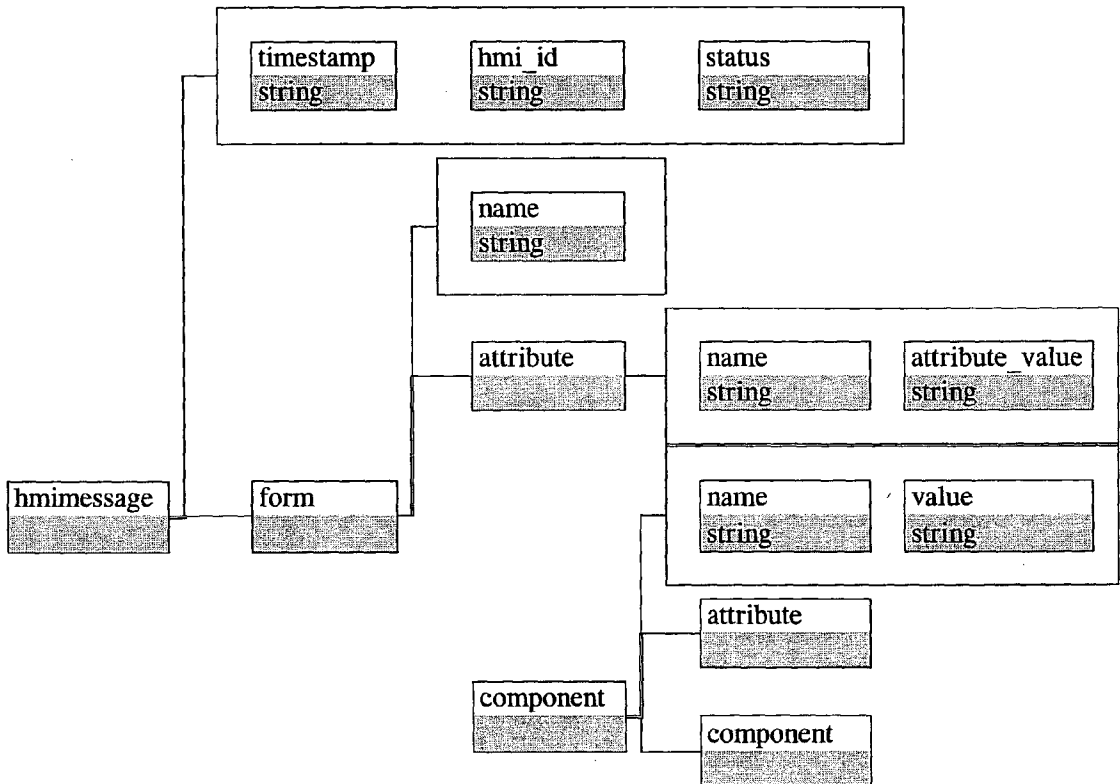 timestamp
string
hmi_id
string
status
string
name
string
attribute
name
string
attribute_value
string
hmimessage
form
name
string
value
string
attribute
component
component